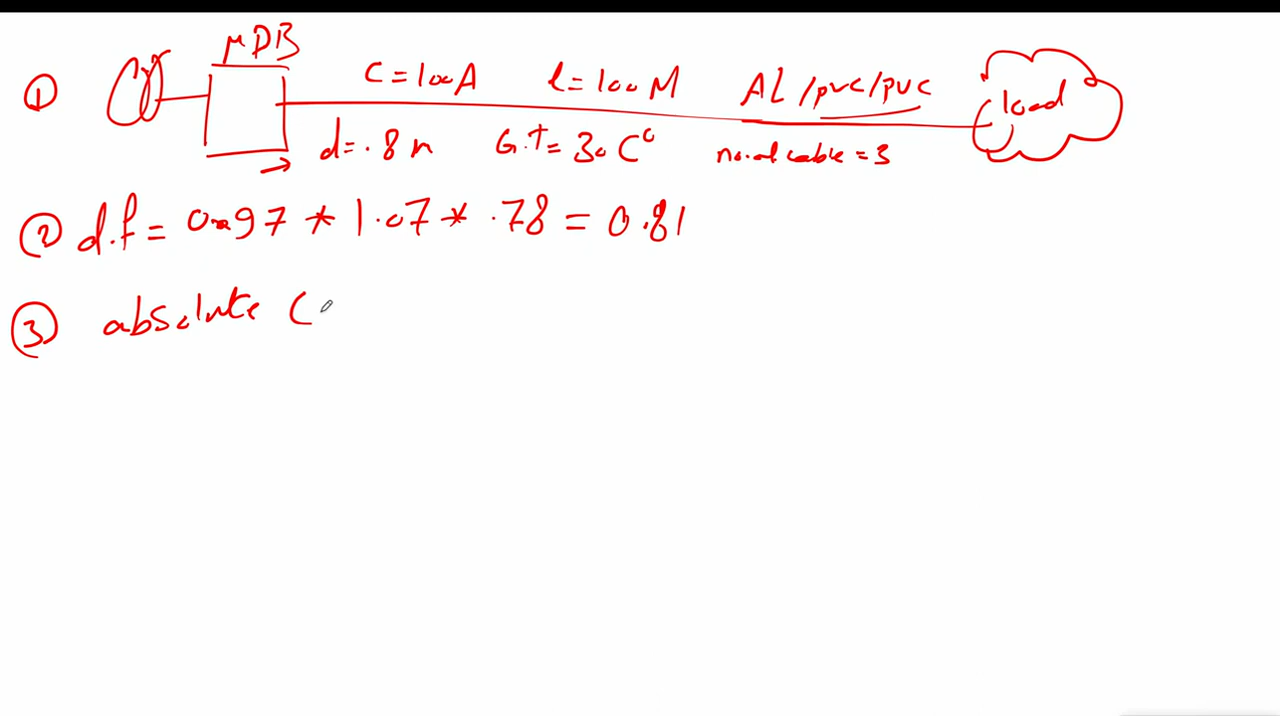 MDB
① C = 100A l = 100M AL/pvc/pvc load
d = .8m G.T = 30 C° no. of cable = 3
② d.f = 0.97 * 1.07 * .78 = 0.81
③ absolute (